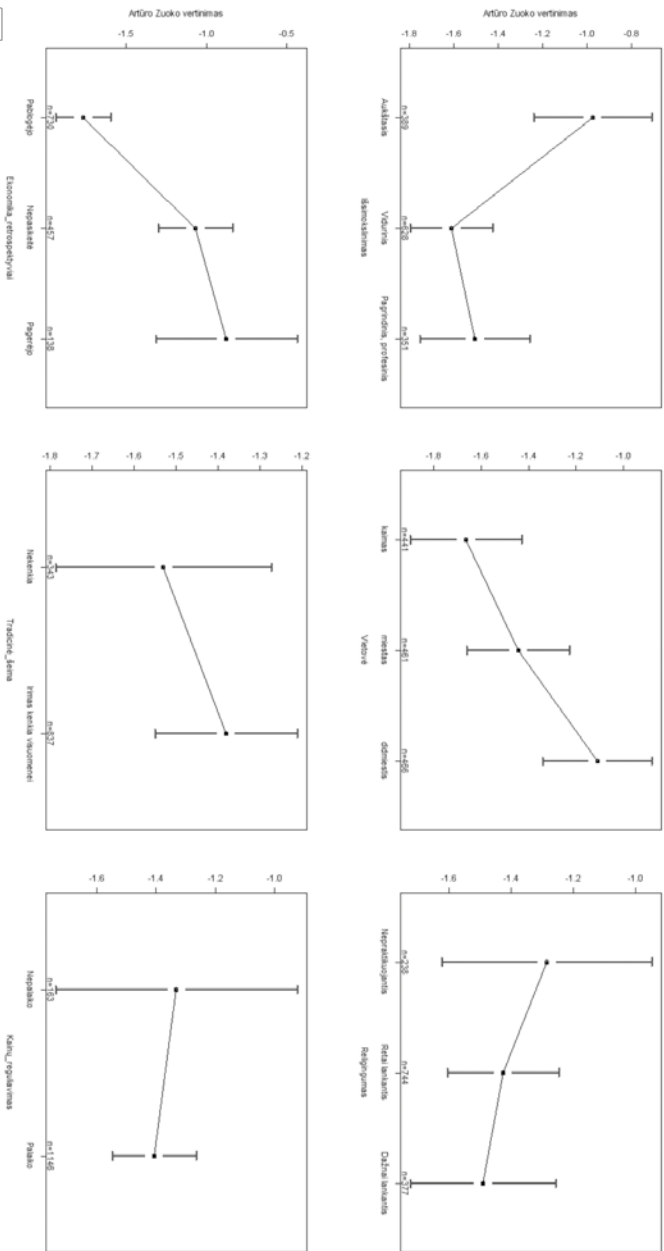 Artūro Zuoko vertinimas
-1.8 -1.6 -1.4 -1.2 -1.0 -0.8
n=389 n=628 n=351
Aukštasis Vidurinis Pagrindinis, profesinis
Išsimokslinimas
-1.8 -1.6 -1.4 -1.2 -1.0
n=441 n=461 n=466
kaimas miestas didmiestis
Vietovė
-1.6 -1.4 -1.2 -1.0
n=238 n=744 n=377
Nepraktikuojantis Retai lankantis Dažnai lankantis
Religingumas
Artūro Zuoko vertinimas
-1.5 -1.0 -0.5
n=730 n=457 n=138
Pablogėjo Nepasikeitė Pagerėjo
Ekonomika_retrospektyviai
-1.8 -1.7 -1.6 -1.5 -1.4 -1.3 -1.2
n=343 n=837
Nekenkia Irimas kenkia visuomenei
Tradicinė_šeima
-1.6 -1.4 -1.2 -1.0
n=163 n=1146
Nepalaiko Palaiko
Kainų_reguliavimas